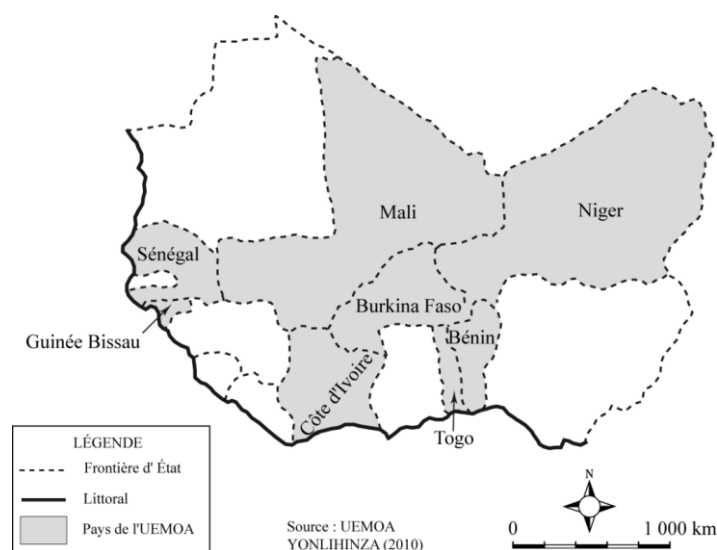 Mali
Niger
Sénégal
Burkina Faso
Bénin
Guinée Bissau
Côte d'Ivoire
Togo
LÉGENDE
Frontière d' État
Littoral
Pays de l'UEMOA
Source : UEMOA
YONLIHINZA (2010)
N
0 1 000 km